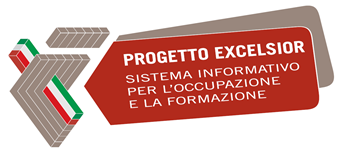 PROGETTO EXCELSIOR
SISTEMA INFORMATIVO
PER L'OCCUPAZIONE
E LA FORMAZIONE